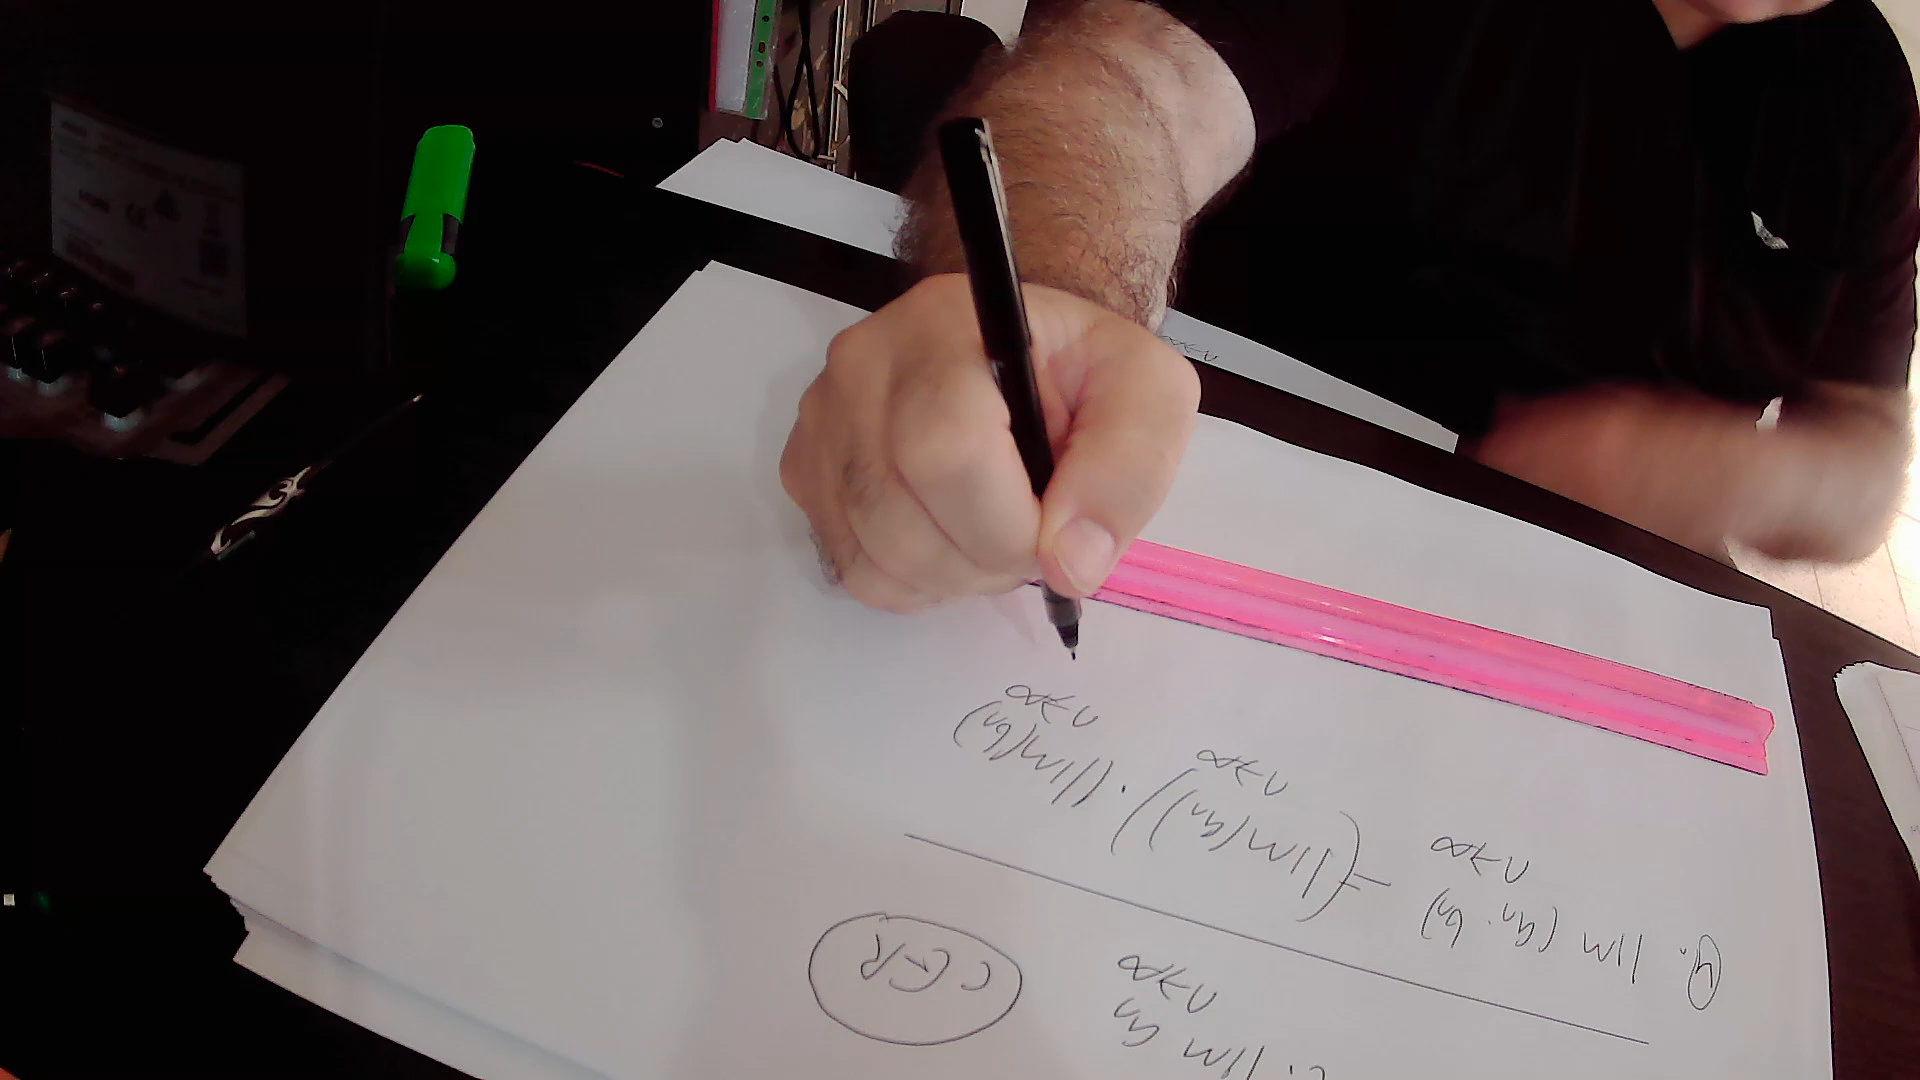 c. lim an
n→∞
C∈R
g. lim (an · bn) = (lim(an)) · (lim(bn)
n→∞ n→∞ n→∞